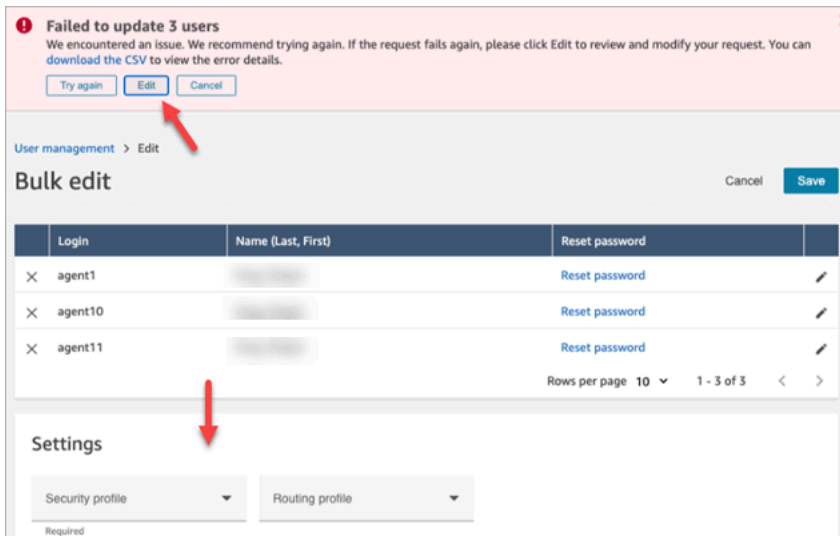 Failed to update 3 users
We encountered an issue. We recommend trying again. If the request fails again, please click Edit to review and modify your request. You can
download the CSV to view the error details.
Try again Edit Cancel
User management > Edit
Bulk edit Cancel Save
Login Name (Last, First) Reset password
agent1 Reset password
agent10 Reset password
agent11 Reset password
Rows per page 10 1 - 3 of 3
Settings
Security profile Routing profile
Required